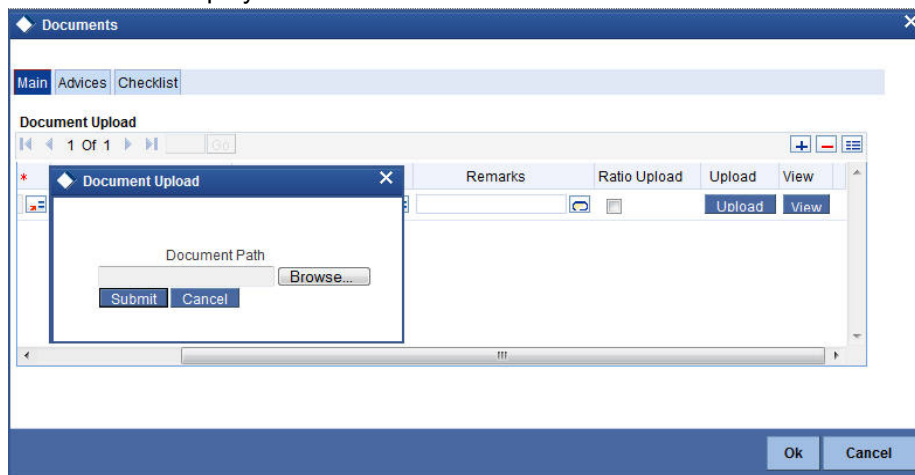 Documents
Main Advices Checklist
Document Upload
1 Of 1 Go
* Remarks Ratio Upload Upload View
Upload View
Document Upload
Document Path
Browse...
Submit Cancel
Ok Cancel